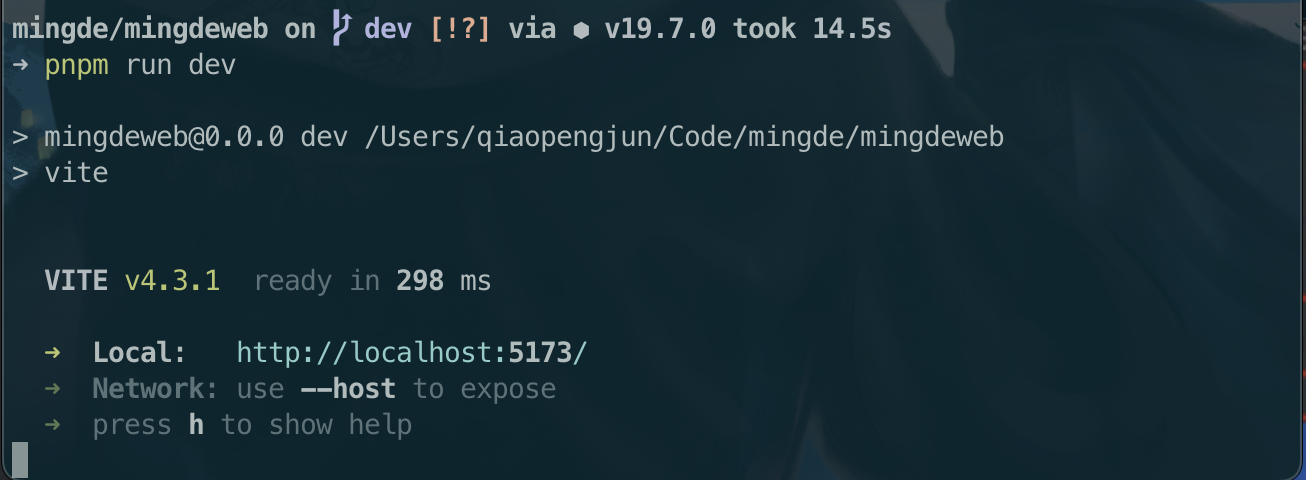 mingde/mingdeweb on dev [!?] via ⬢ v19.7.0 took 14.5s
➜ pnpm run dev
> mingdeweb@0.0.0 dev /Users/qiaopengjun/Code/mingde/mingdeweb
> vite
VITE v4.3.1 ready in 298 ms
➜ Local: http://localhost:5173/
➜ Network: use --host to expose
➜ press h to show help